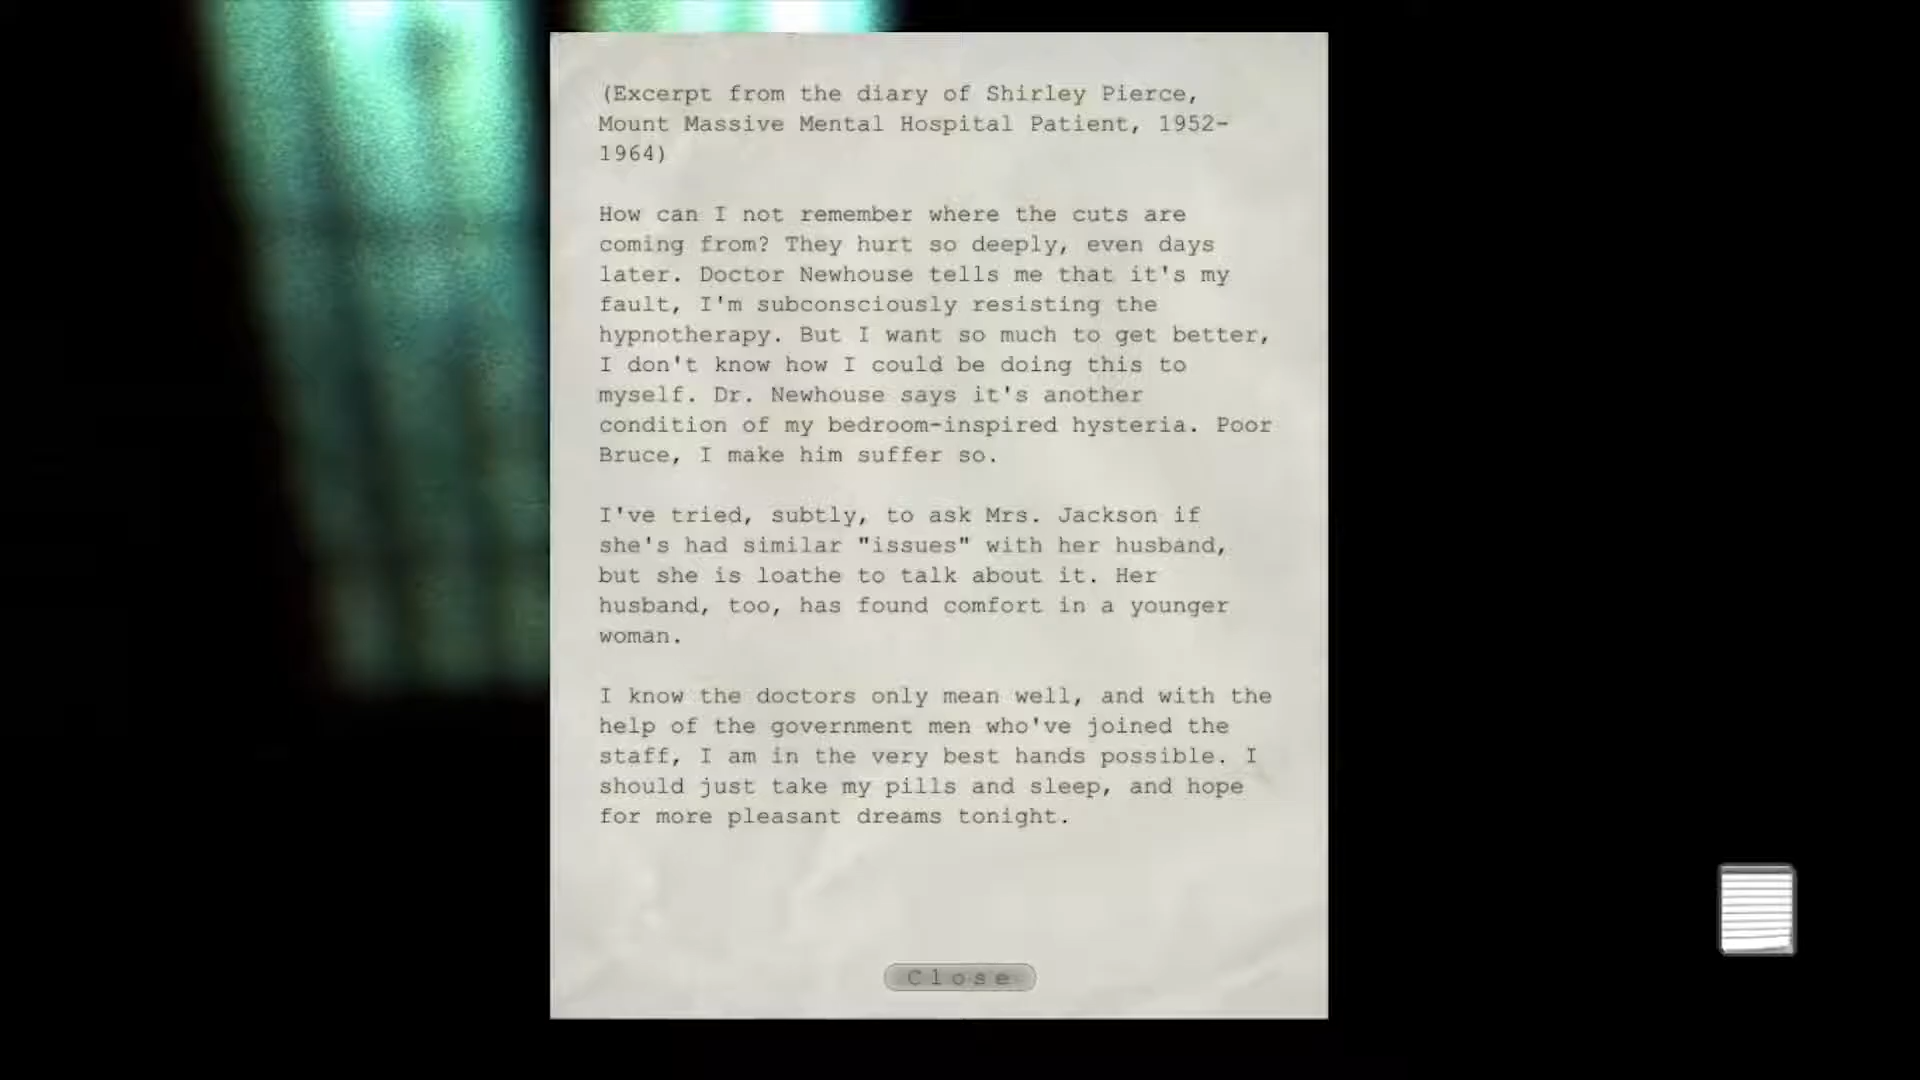 (Excerpt from the diary of Shirley Pierce,
Mount Massive Mental Hospital Patient, 1952-
1964)
How can I not remember where the cuts are
coming from? They hurt so deeply, even days
later. Doctor Newhouse tells me that it's my
fault, I'm subconsciously resisting the
hypnotherapy. But I want so much to get better,
I don't know how I could be doing this to
myself. Dr. Newhouse says it's another
condition of my bedroom-inspired hysteria. Poor
Bruce, I make him suffer so.
I've tried, subtly, to ask Mrs. Jackson if
she's had similar "issues" with her husband,
but she is loathe to talk about it. Her
husband, too, has found comfort in a younger
woman.
I know the doctors only mean well, and with the
help of the government men who've joined the
staff, I am in the very best hands possible. I
should just take my pills and sleep, and hope
for more pleasant dreams tonight.
Close